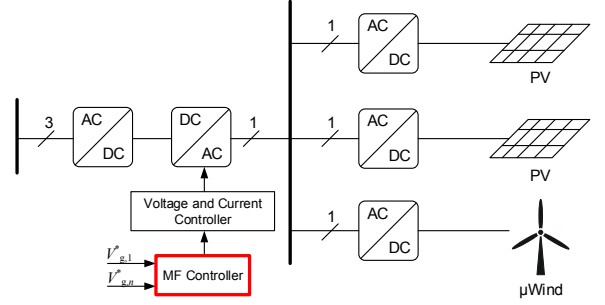 1
AC
DC
PV
3
AC
DC
DC
AC
1
1
AC
DC
PV
Voltage and Current
Controller
1
AC
DC
V*g,1
V*g,n
MF Controller
µWind